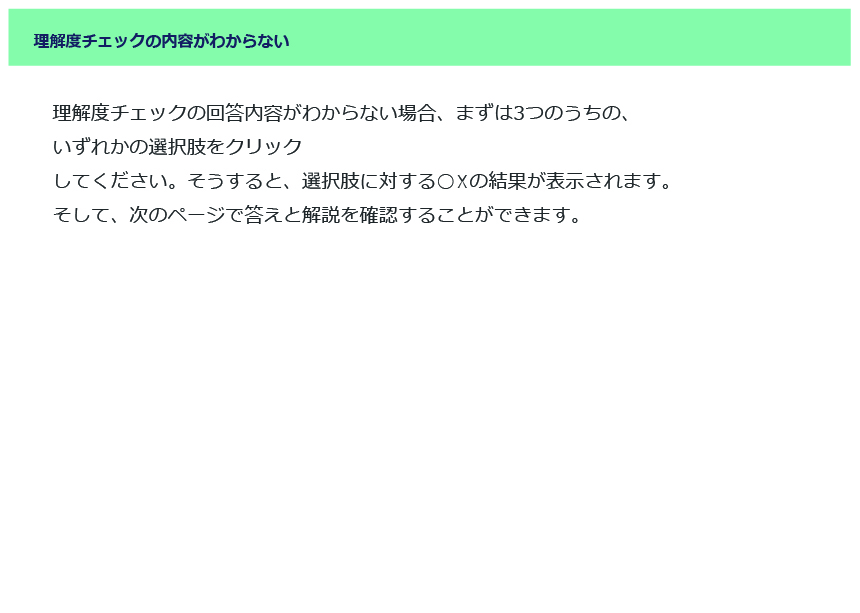 理解度チェックの内容がわからない
理解度チェックの回答内容がわからない場合、まずは3つのうちの、
いずれかの選択肢をクリック
してください。そうすると、選択肢に対する〇☓の結果が表示されます。
そして、次のページで答えと解説を確認することができます。